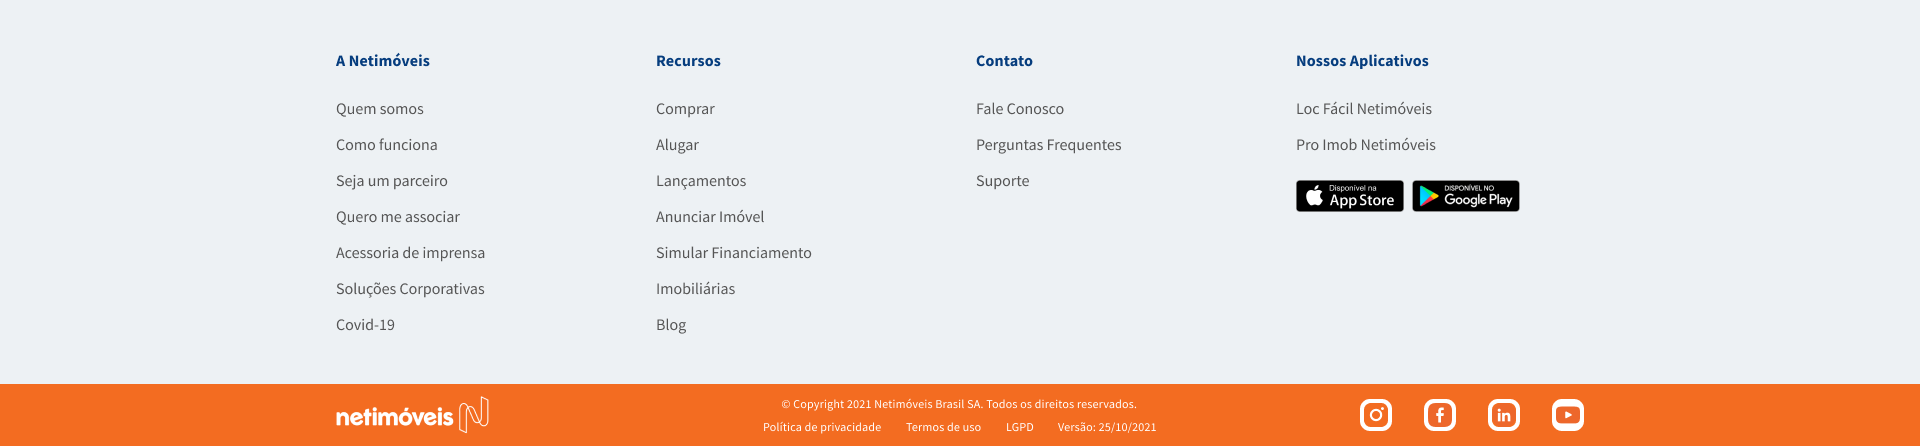 A Netimóveis
Quem somos
Como funciona
Seja um parceiro
Quero me associar
Acessoria de imprensa
Soluções Corporativas
Covid-19
Recursos
Comprar
Alugar
Lançamentos
Anunciar Imóvel
Simular Financiamento
Imobiliárias
Blog
Contato
Fale Conosco
Perguntas Frequentes
Suporte
Nossos Aplicativos
Loc Fácil Netimóveis
Pro Imob Netimóveis
Disponível na
App Store
DISPONÍVEL NO
Google Play
netimóveis
© Copyright 2021 Netimóveis Brasil SA. Todos os direitos reservados.
Política de privacidade Termos de uso LGPD Versão: 25/10/2021